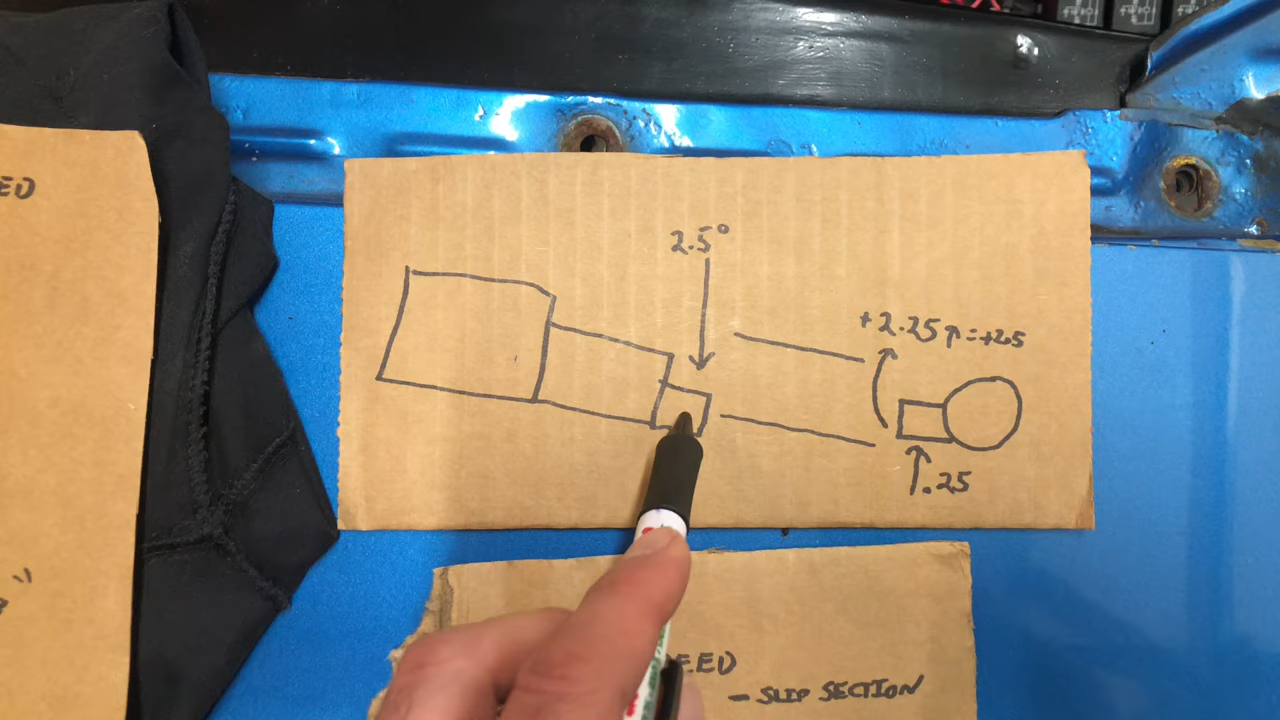 ED
2.5°
+2.25↑=+2.5
.25
EED
- SLIP SECTION